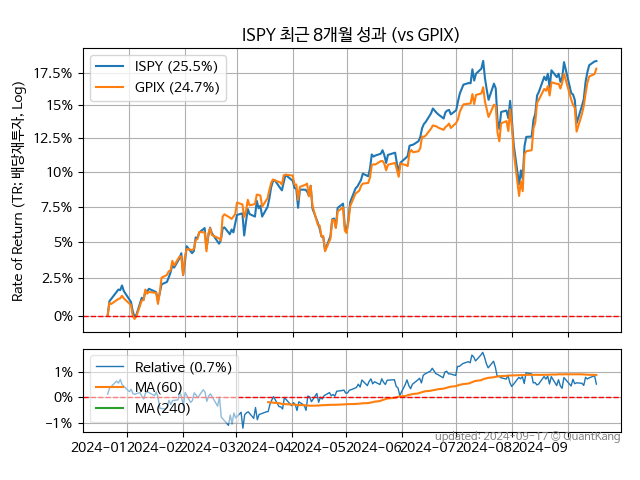 ISPY 최근 8개월 성과 (vs GPIX)
Rate of Return (TR: 배당재투자, Log)
17.5%
15%
12.5%
10%
7.5%
5%
2.5%
0%
ISPY (25.5%)
GPIX (24.7%)
1%
0%
−1%
Relative (0.7%)
MA(60)
MA(240)
2024−01
2024−02
2024−03
2024−04
2024−05
2024−06
2024−07
2024−08
2024−09
updated: 2024-09-17 © QuantKang